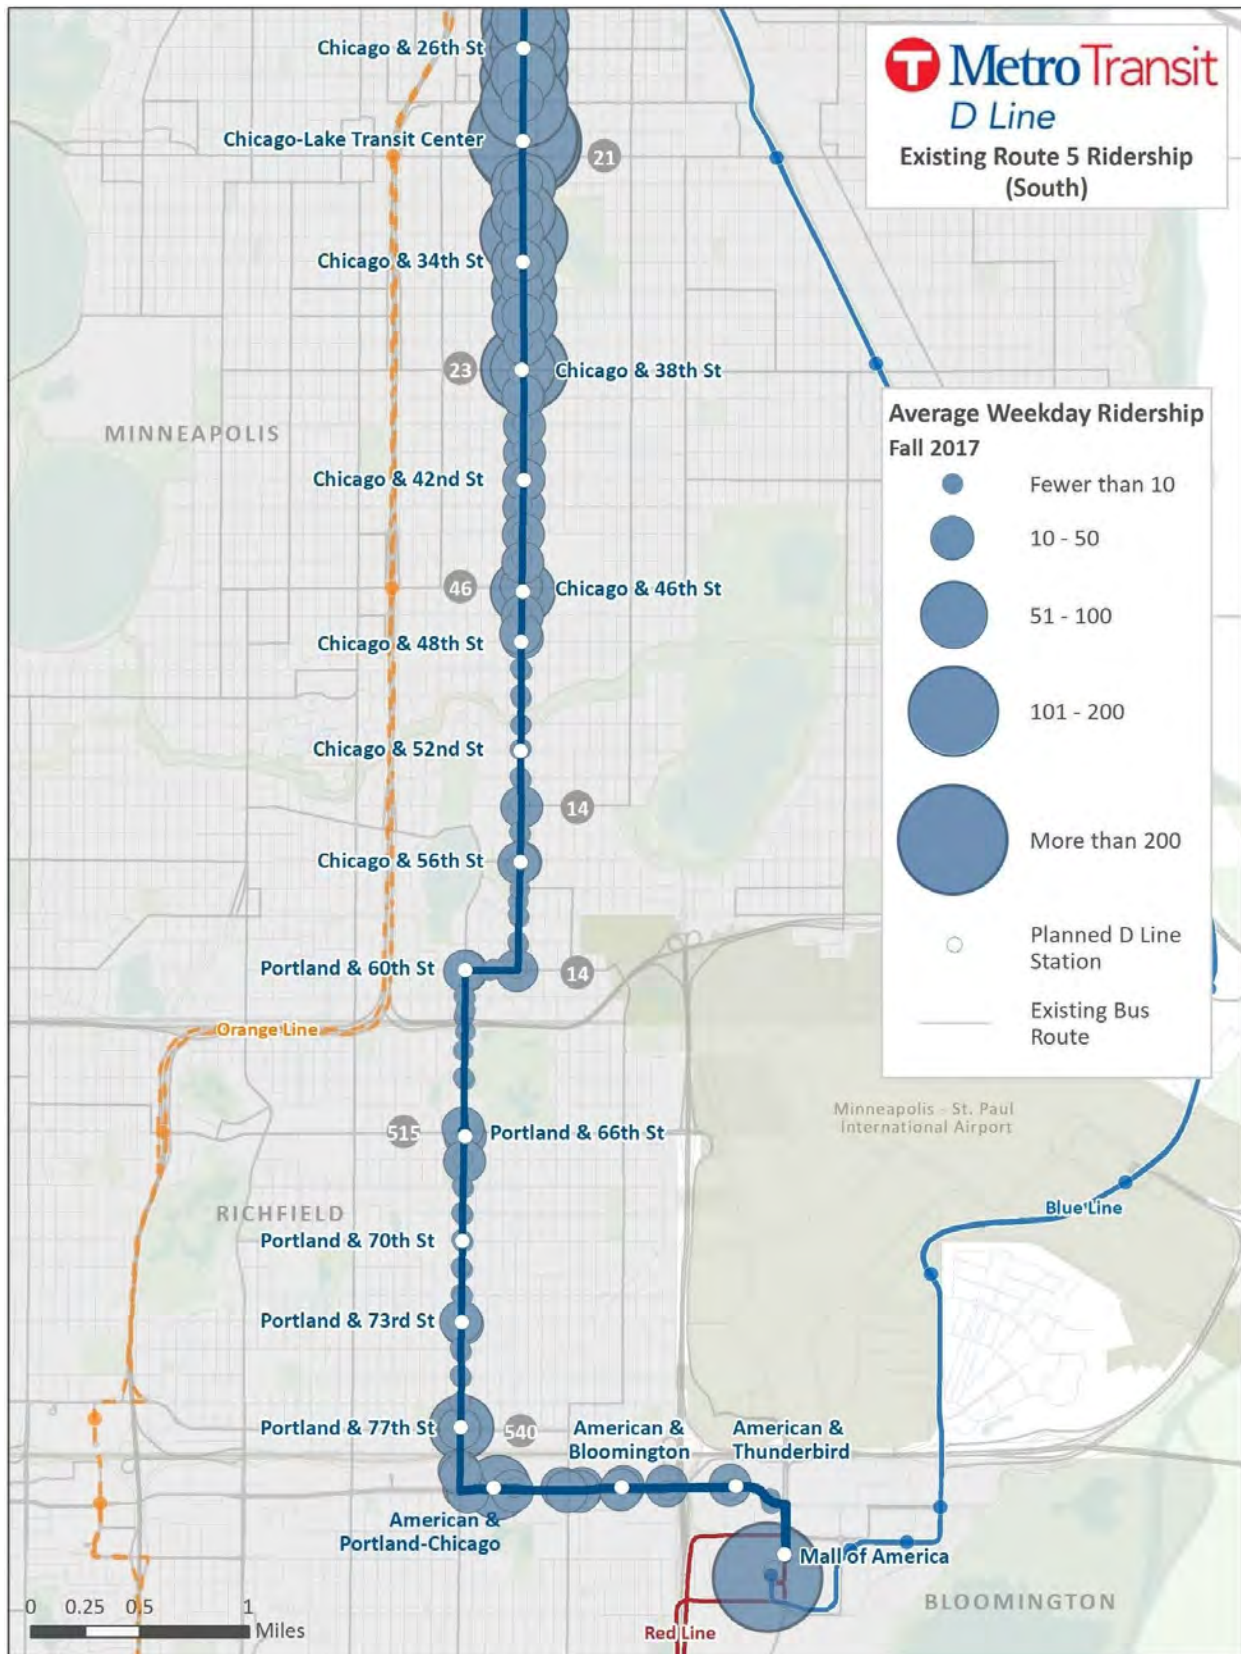 Chicago & 26th St
Chicago-Lake Transit Center
21
Chicago & 34th St
23
Chicago & 38th St
MINNEAPOLIS
Chicago & 42nd St
46
Chicago & 46th St
Chicago & 48th St
Chicago & 52nd St
14
Chicago & 56th St
Portland & 60th St
14
Orange Line
515
Portland & 66th St
RICHFIELD
Portland & 70th St
Portland & 73rd St
Portland & 77th St
540
American &
Bloomington
American &
Thunderbird
American &
Portland-Chicago
Mall of America
Red Line
BLOOMINGTON
Blue Line
Minneapolis - St. Paul
International Airport
0 0.25 0.5 1
Miles
T MetroTransit
D Line
Existing Route 5 Ridership
(South)
Average Weekday Ridership
Fall 2017
Fewer than 10
10 - 50
51 - 100
101 - 200
More than 200
Planned D Line
Station
Existing Bus
Route